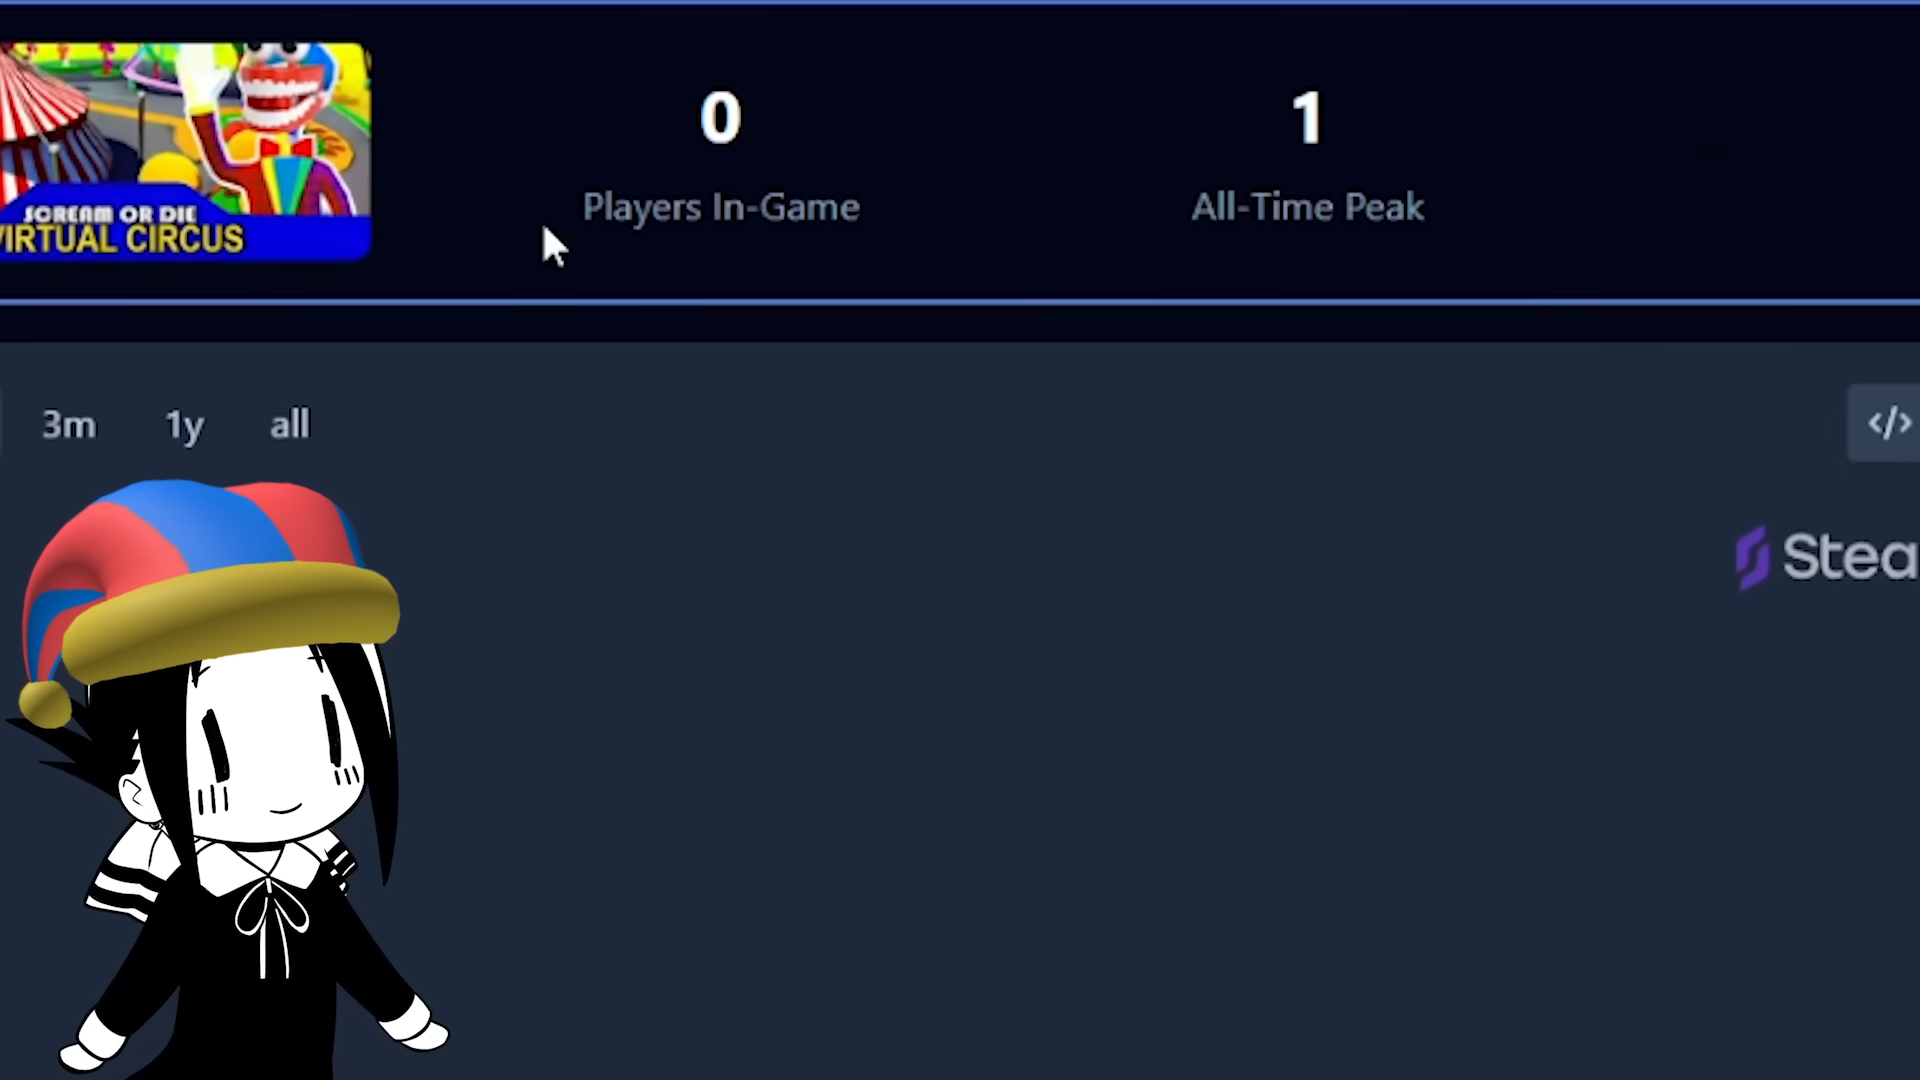 0
1
Players In-Game
All-Time Peak
SCREAM OR DIE
VIRTUAL CIRCUS
3m
1y
all
</>
Stea